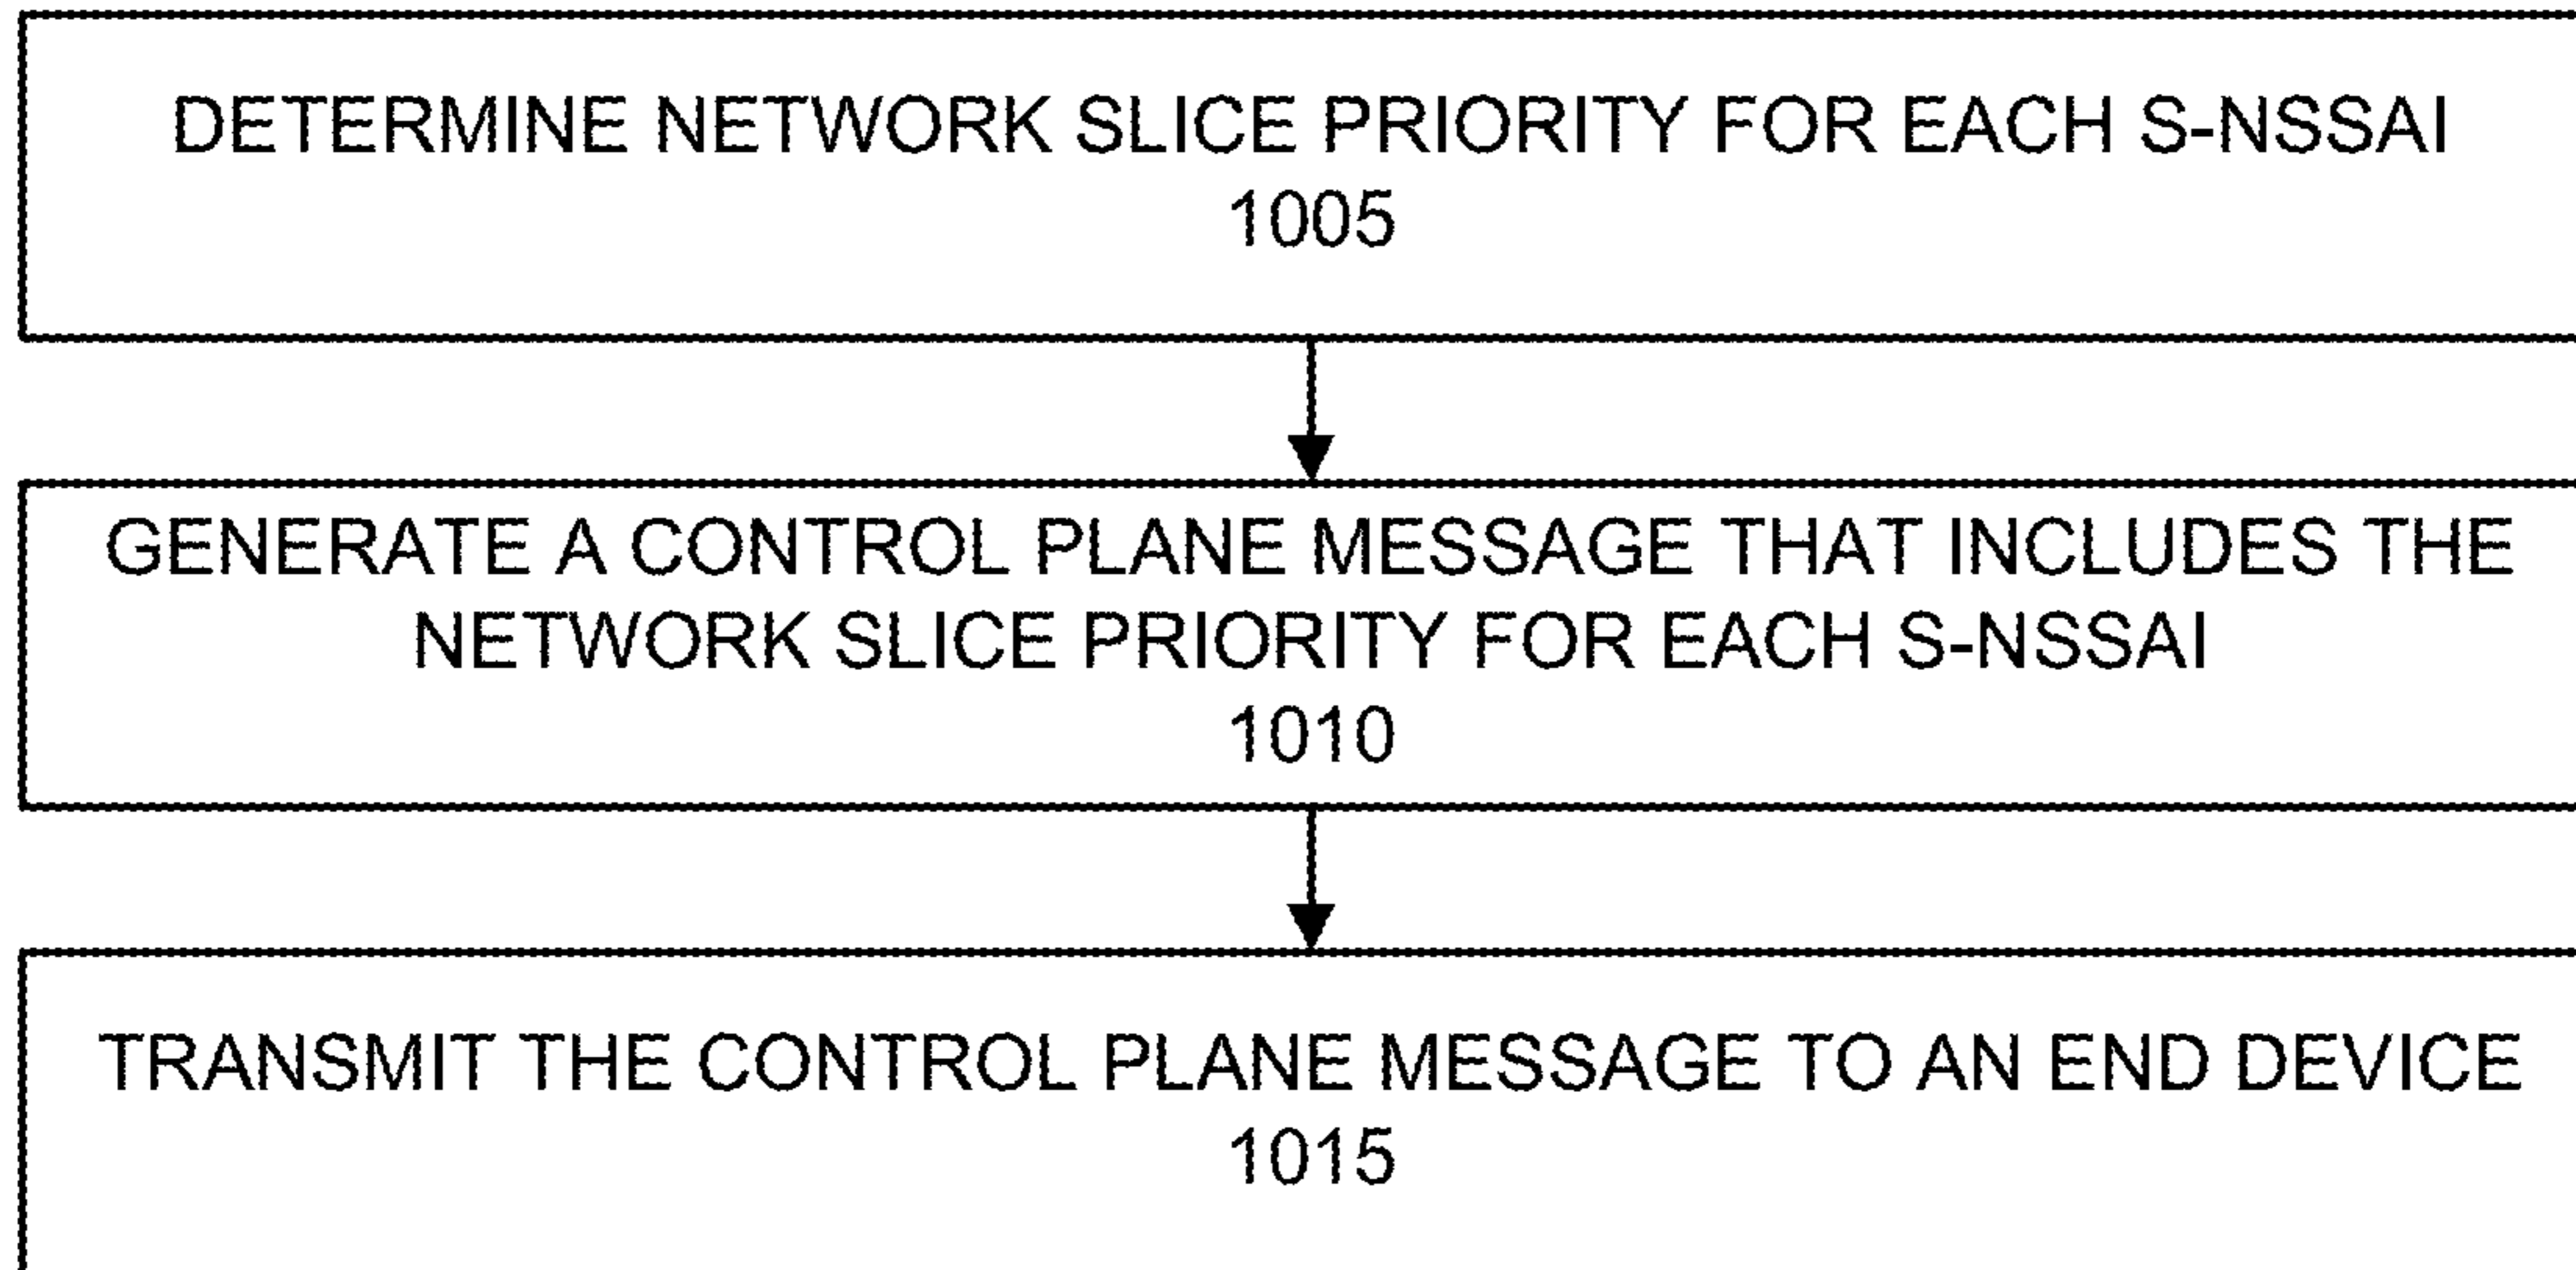 DETERMINE NETWORK SLICE PRIORITY FOR EACH S-NSSAI
1005
GENERATE A CONTROL PLANE MESSAGE THAT INCLUDES THE
NETWORK SLICE PRIORITY FOR EACH S-NSSAI
1010
TRANSMIT THE CONTROL PLANE MESSAGE TO AN END DEVICE
1015